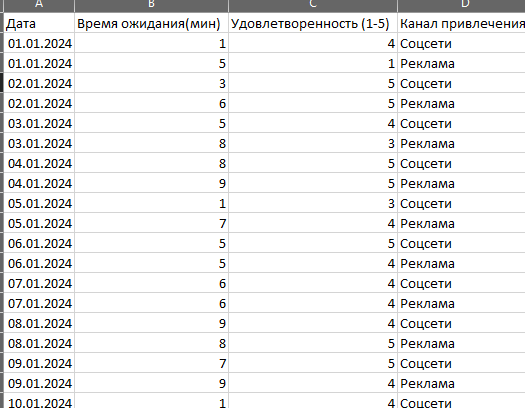 A B C D
Дата Время ожидания(мин) Удовлетворенность (1-5) Канал привлечения
01.01.2024 1 4 Соцсети
01.01.2024 5 1 Реклама
02.01.2024 3 5 Соцсети
02.01.2024 6 5 Реклама
03.01.2024 5 4 Соцсети
03.01.2024 8 3 Реклама
04.01.2024 8 5 Соцсети
04.01.2024 9 5 Реклама
05.01.2024 1 3 Соцсети
05.01.2024 7 4 Реклама
06.01.2024 5 5 Соцсети
06.01.2024 5 4 Реклама
07.01.2024 6 4 Соцсети
07.01.2024 6 4 Реклама
08.01.2024 9 4 Соцсети
08.01.2024 8 5 Реклама
09.01.2024 7 5 Соцсети
09.01.2024 9 4 Реклама
10.01.2024 1 4 Соцсети